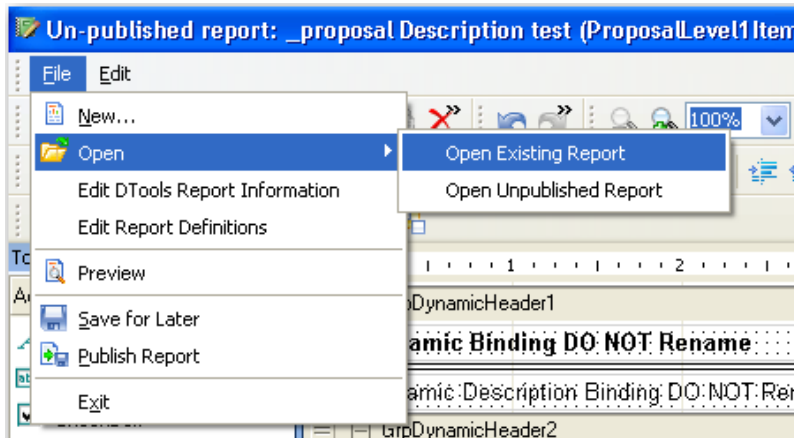 Un-published report: _proposal Description test (ProposalLevel1Item
File Edit
New...
100%
Open
Open Existing Report
Edit DTools Report Information
Open Unpublished Report
Edit Report Definitions
1 2
Preview
DynamicHeader1
Save for Later
amic Binding DO NOT Rename
Publish Report
amic Description Binding DO NOT Rer
Exit
GrpDynamicHeader2